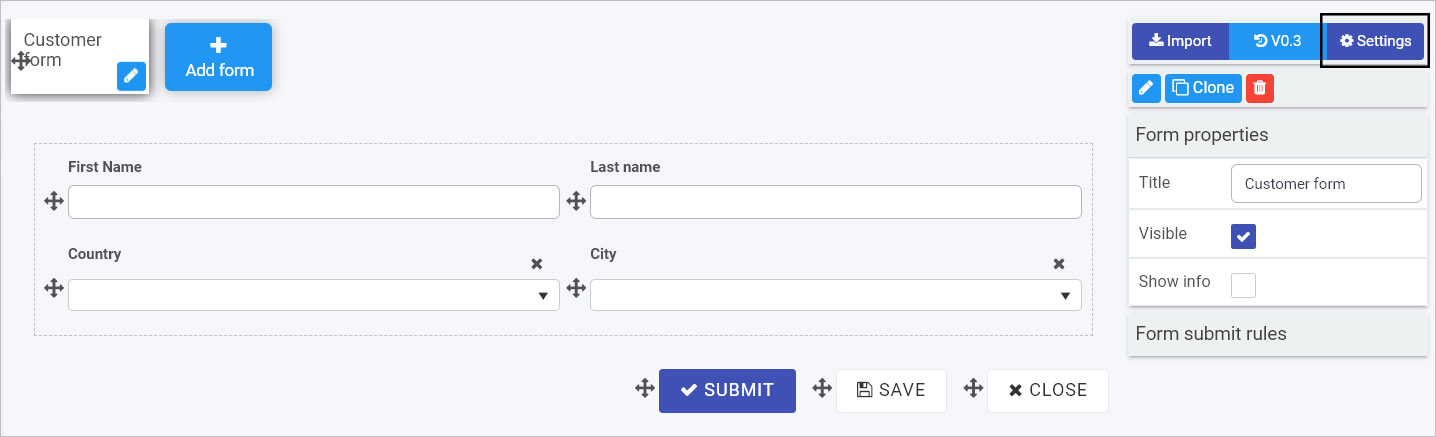 Customer
form
Add form
Import
V0.3
Settings
Clone
Form properties
Title
Customer form
Visible
Show info
Form submit rules
First Name
Last name
Country
City
SUBMIT
SAVE
CLOSE